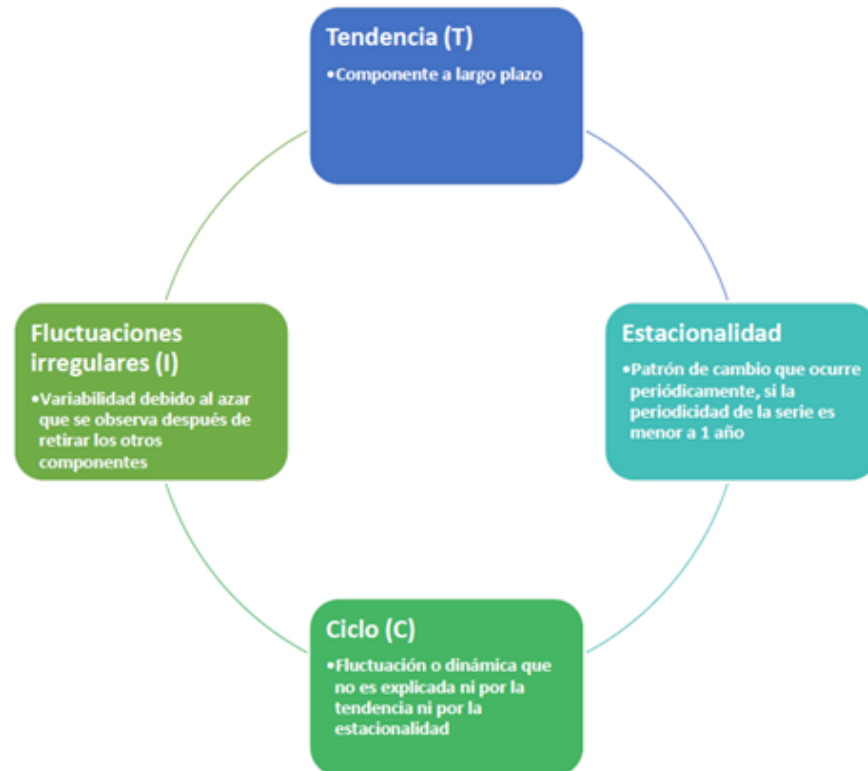 Tendencia (T)
•Componente a largo plazo
Estacionalidad
•Patrón de cambio que ocurre
periódicamente, si la
periodicidad de la serie es
menor a 1 año
Ciclo (C)
•Fluctuación o dinámica que
no es explicada ni por la
tendencia ni por la
estacionalidad
Fluctuaciones
irregulares (I)
•Variabilidad debido al azar
que se observa después de
retirar los otros
componentes